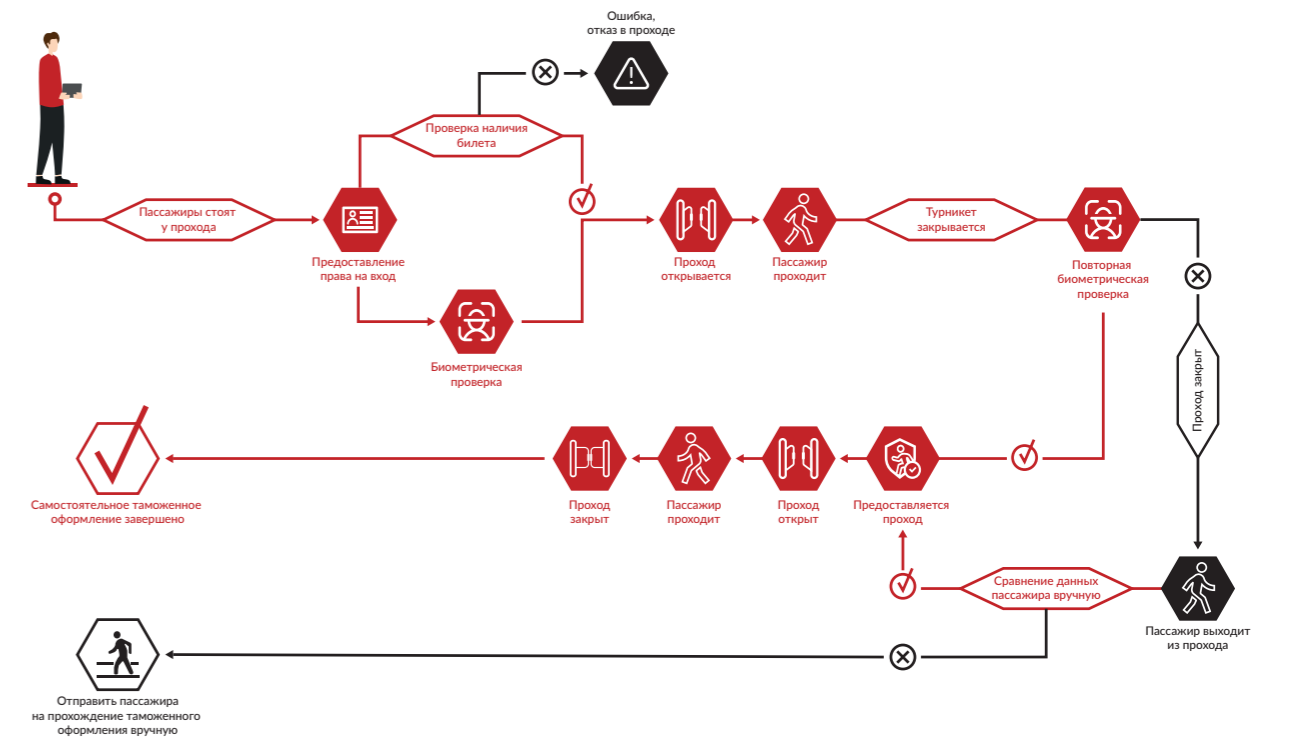 Ошибка,
отказ в проходе
Проверка наличия
билета
Пассажиры стоят
у прохода
Предоставление
права на вход
Биометрическая
проверка
Проход
открывается
Пассажир
проходит
Турникет
закрывается
Повторная
биометрическая
проверка
Проход закрыт
Самостоятельное таможенное
оформление завершено
Проход
закрыт
Пассажир
проходит
Проход
открыт
Предоставляется
проход
Сравнение данных
пассажира вручную
Пассажир выходит
из прохода
Отправить пассажира
на прохождение таможенного
оформления вручную